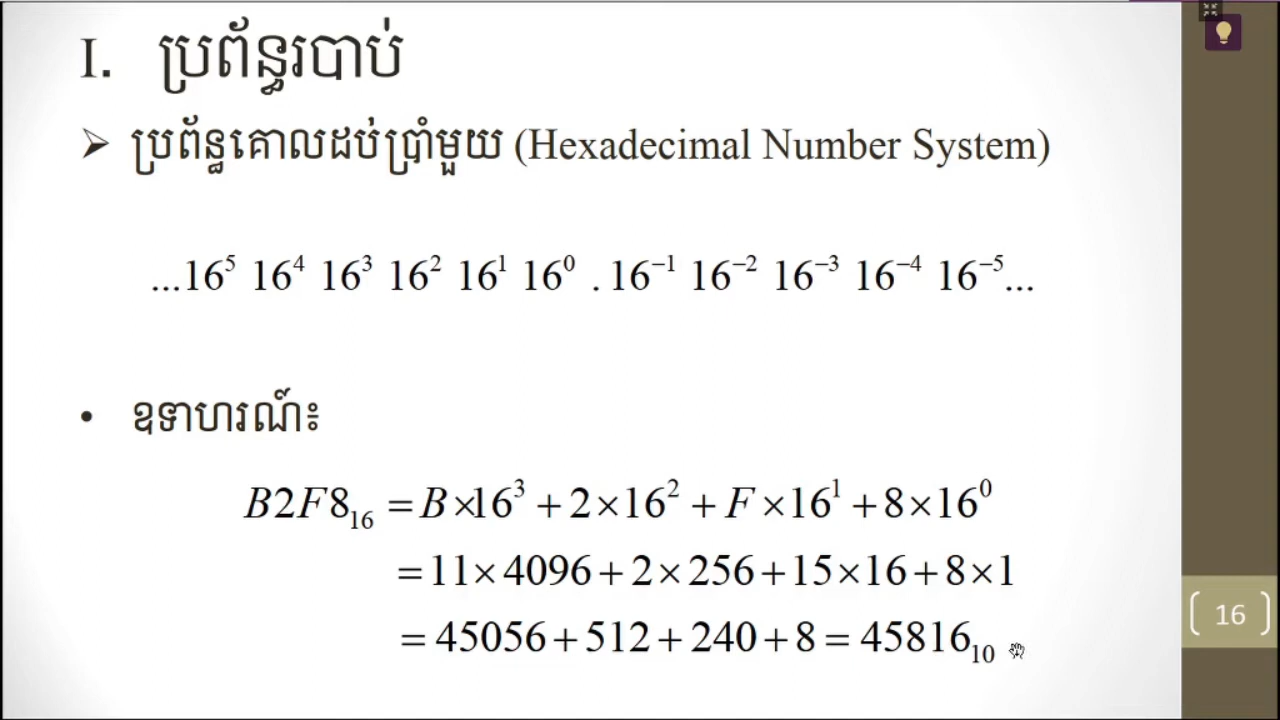 I. ប្រព័ន្ធរបាប់
➢ ប្រព័ន្ធគោលដប់ប្រាំមួយ (Hexadecimal Number System)
...16⁵ 16⁴ 16³ 16² 16¹ 16⁰ . 16⁻¹ 16⁻² 16⁻³ 16⁻⁴ 16⁻⁵...
• ឧទាហរណ៍៖
B2F8₁₆ = B×16³ + 2×16² + F×16¹ + 8×16⁰
= 11×4096 + 2×256 + 15×16 + 8×1
= 45056 + 512 + 240 + 8 = 45816₁₀
16